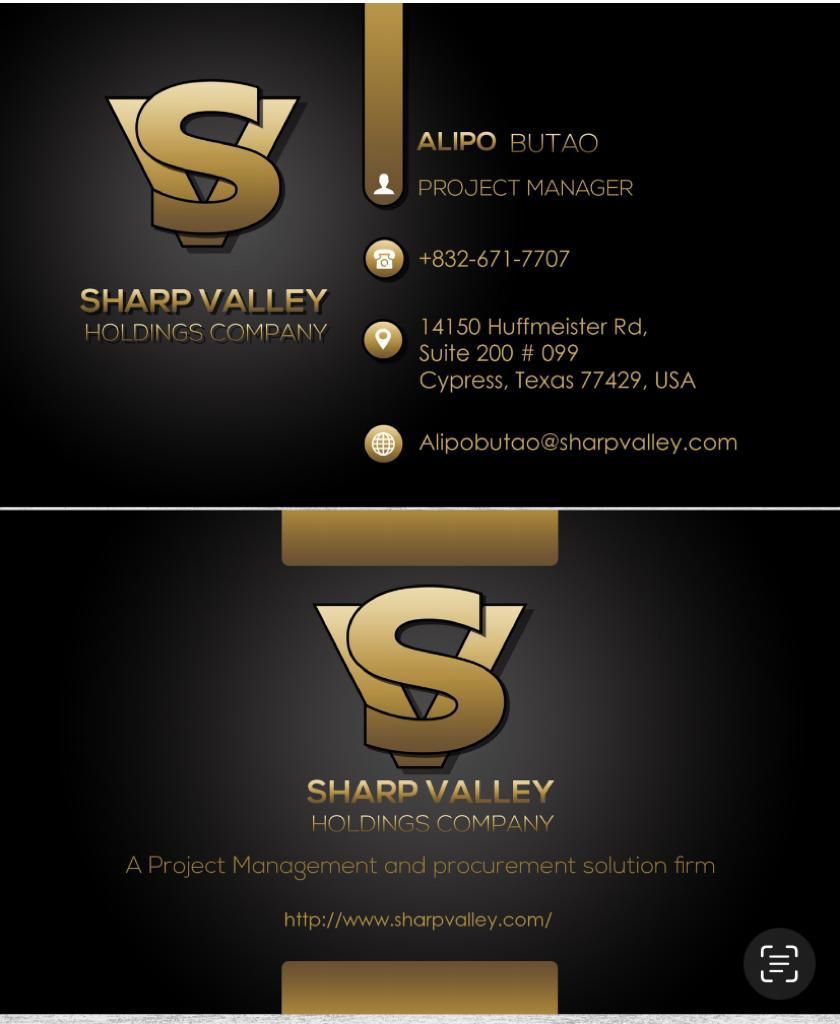 SV
SHARP VALLEY
HOLDINGS COMPANY
ALIPO BUTAO
PROJECT MANAGER
+832-671-7707
14150 Huffmeister Rd,
Suite 200 # 099
Cypress, Texas 77429, USA
Alipobutao@sharpvalley.com
SV
SHARP VALLEY
HOLDINGS COMPANY
A Project Management and procurement solution firm
http://www.sharpvalley.com/